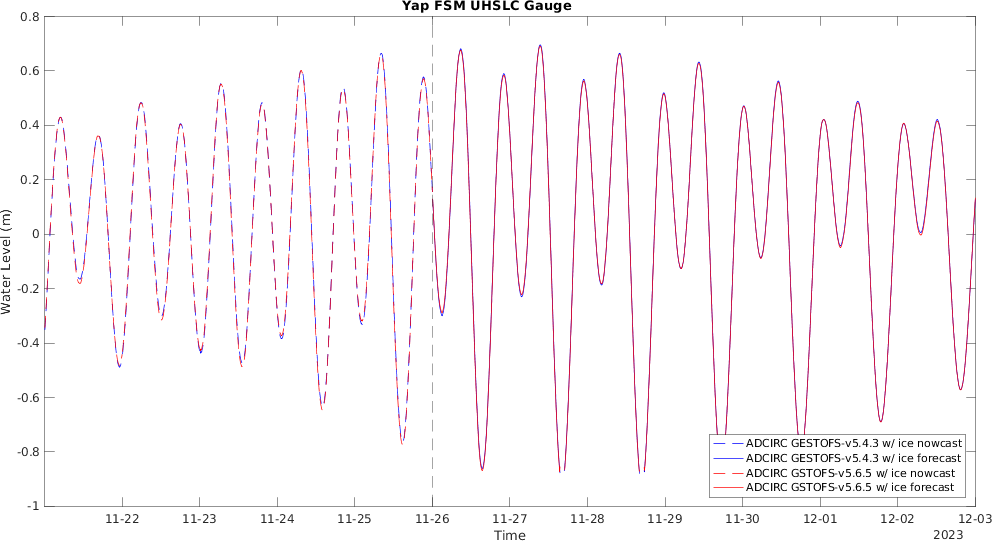 Yap FSM UHSLC Gauge
0.8
0.6
0.4
0.2
0
-0.2
-0.4
-0.6
-0.8
-1
Water Level (m)
ADCIRC GESTOFS-v5.4.3 w/ ice nowcast
ADCIRC GESTOFS-v5.4.3 w/ ice forecast
ADCIRC GSTOFS-v5.6.5 w/ ice nowcast
ADCIRC GSTOFS-v5.6.5 w/ ice forecast
11-22 11-23 11-24 11-25 11-26 11-27 11-28 11-29 11-30 12-01 12-02 12-03
Time
2023